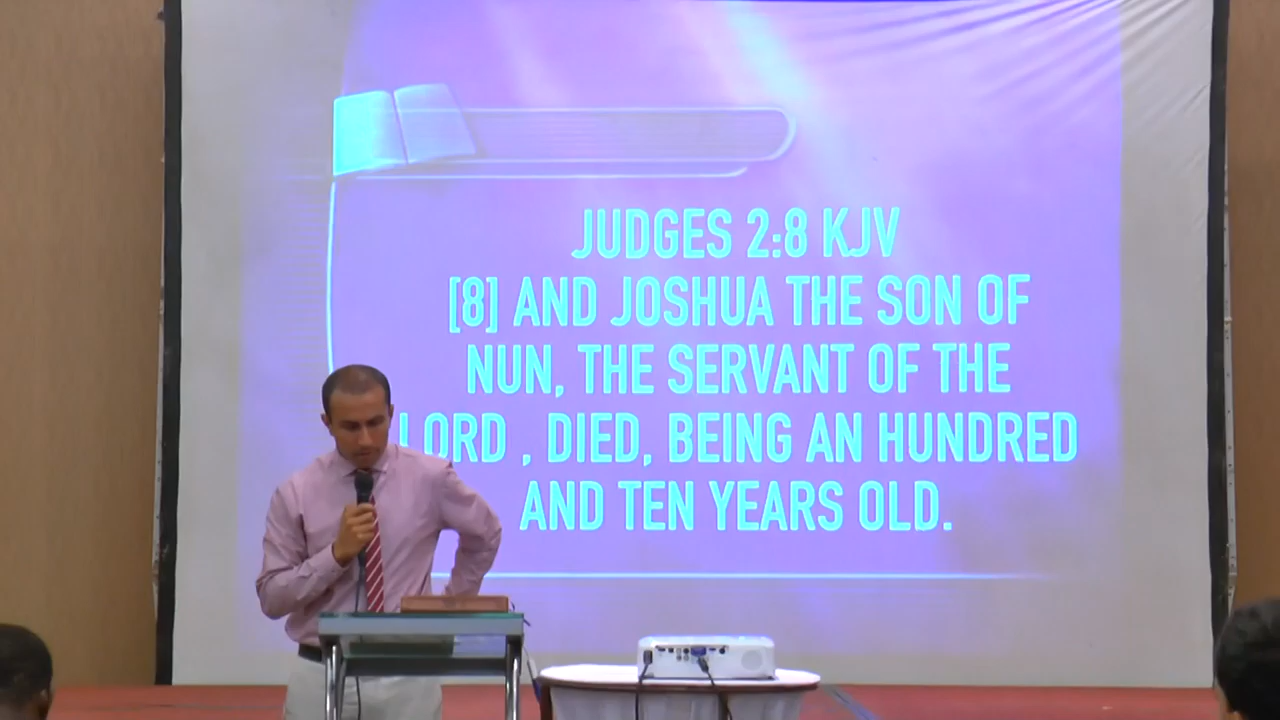 JUDGES 2:8 KJV
[8] AND JOSHUA THE SON OF
NUN, THE SERVANT OF THE
LORD , DIED, BEING AN HUNDRED
AND TEN YEARS OLD.